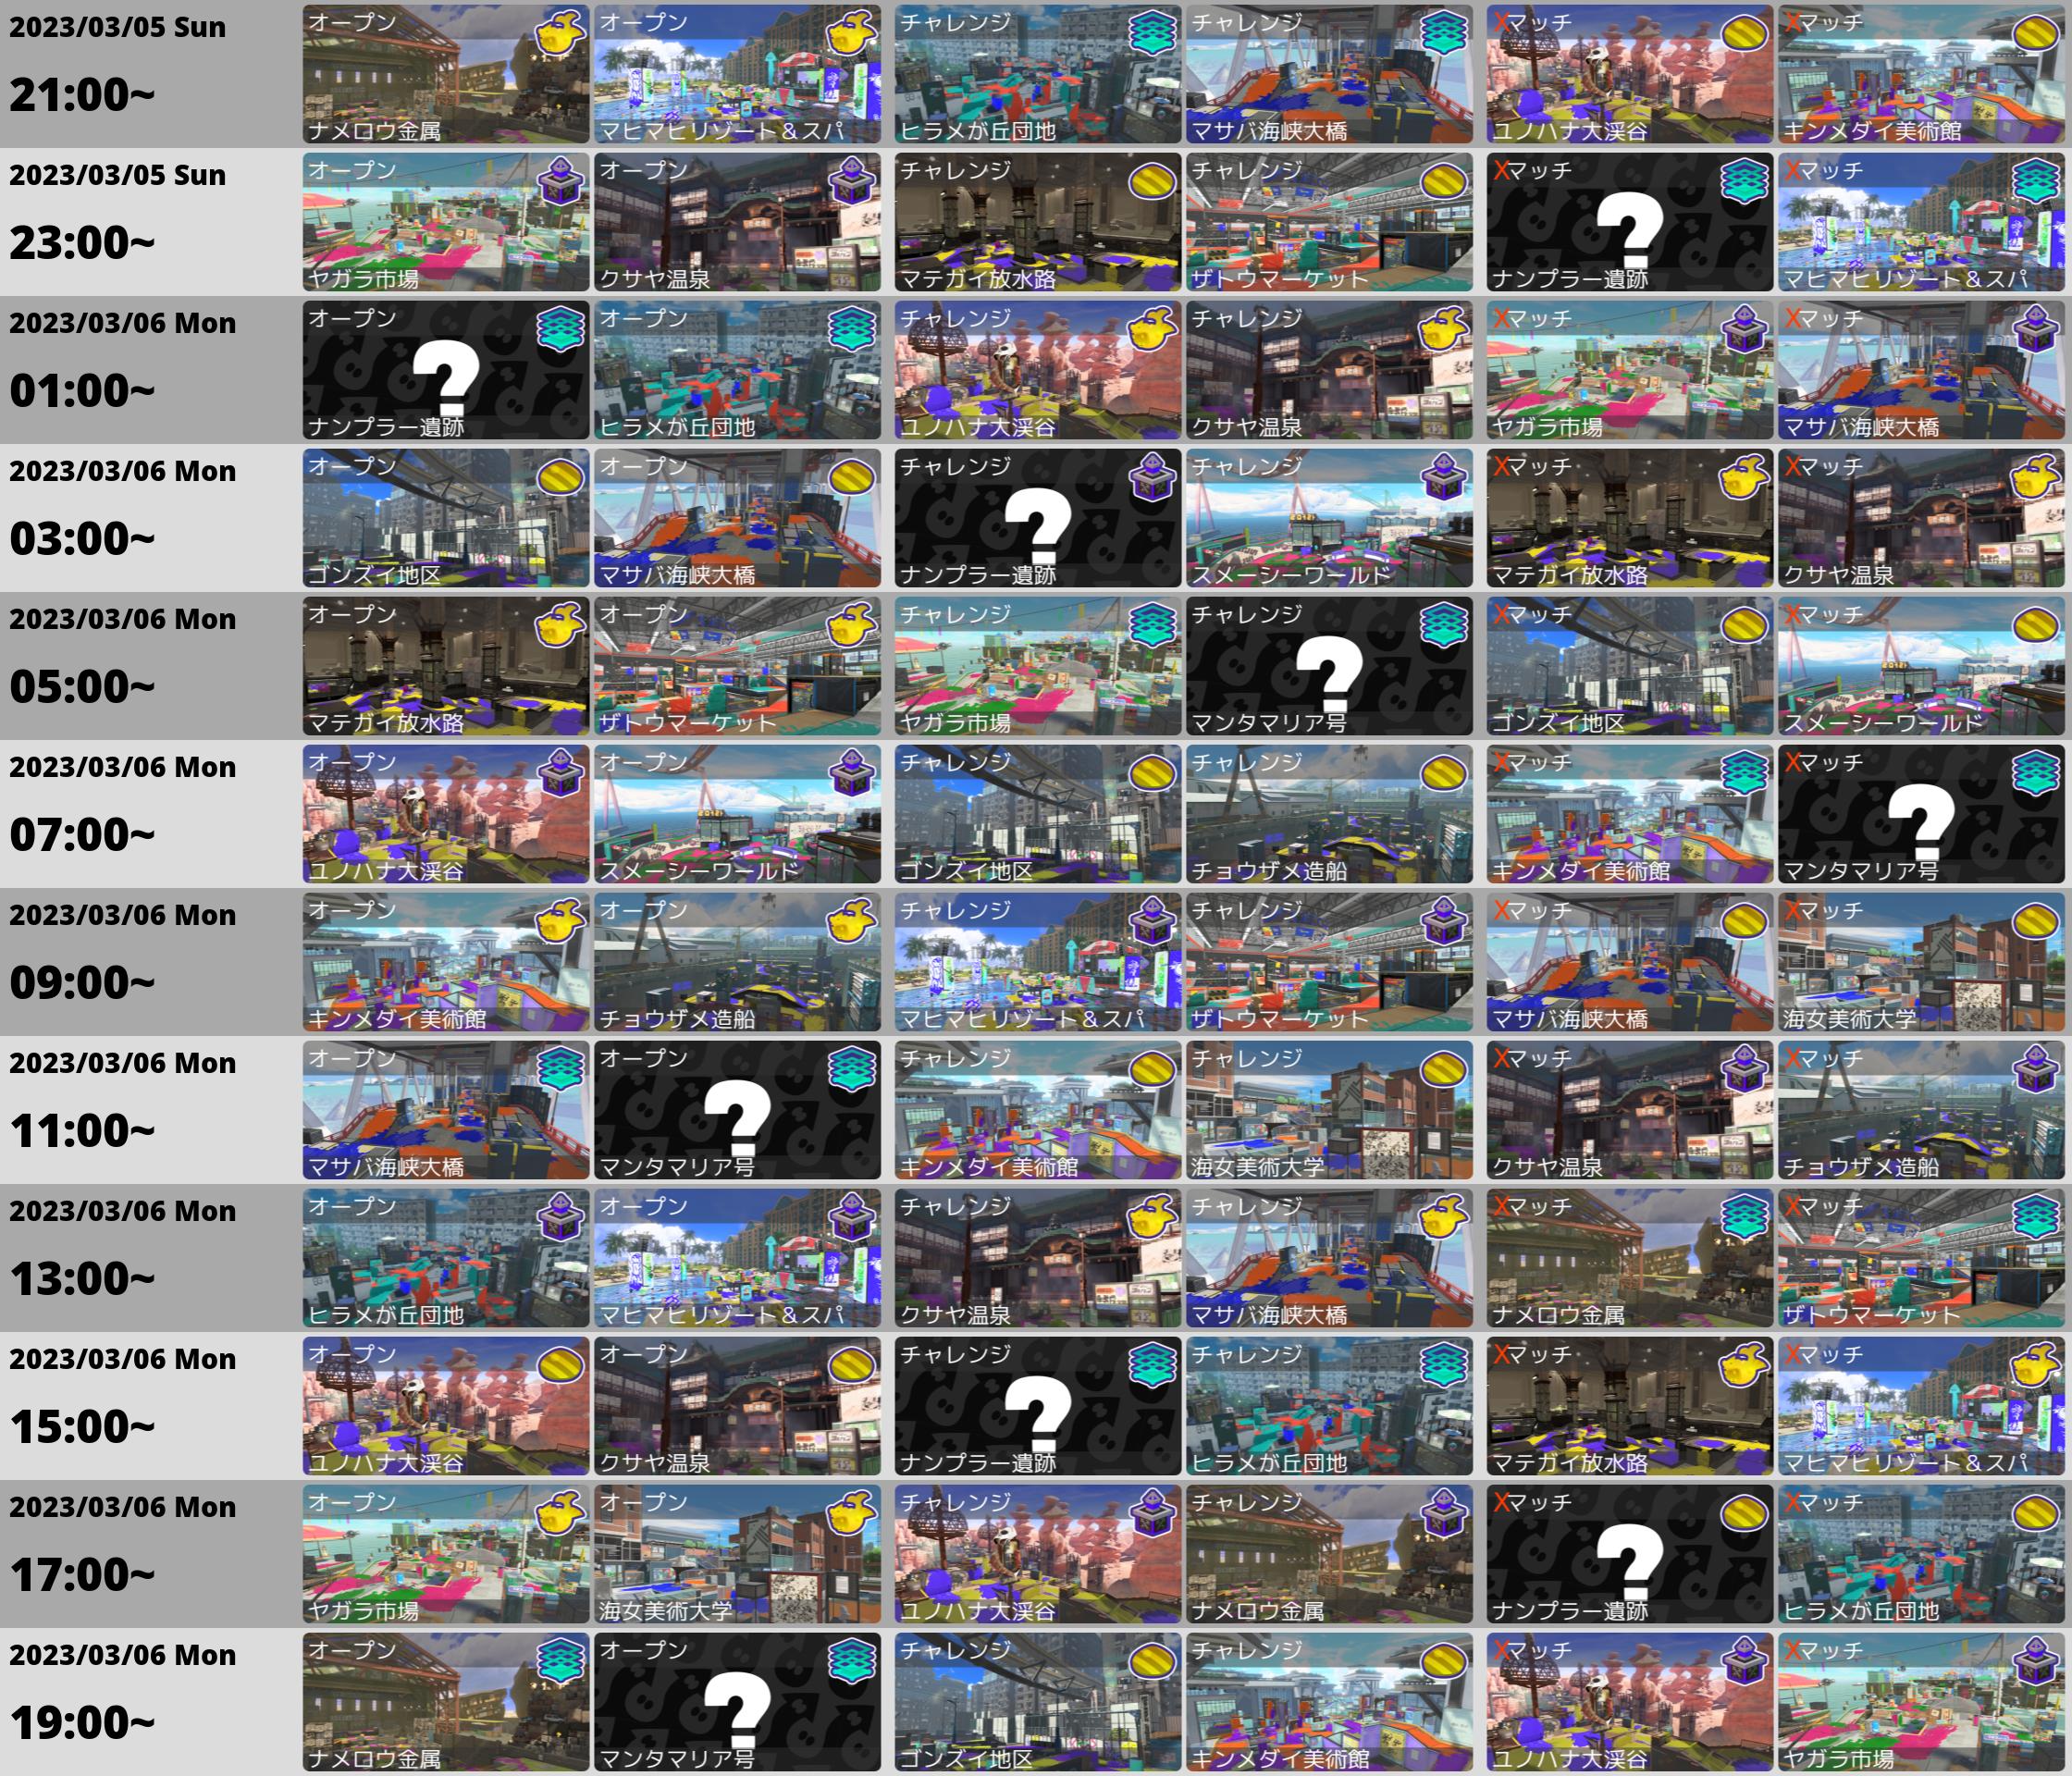 2023/03/05 Sun
21:00~
オープン
ナメロウ金属
オープン
マヒマヒリゾート＆スパ
チャレンジ
ヒラメが丘団地
チャレンジ
マサバ海峡大橋
Xマッチ
ユノハナ大渓谷
Xマッチ
キンメダイ美術館
2023/03/05 Sun
23:00~
オープン
ヤガラ市場
オープン
クサヤ温泉
チャレンジ
マテガイ放水路
チャレンジ
ザトウマーケット
Xマッチ
ナンプラー遺跡
Xマッチ
マヒマヒリゾート＆スパ
2023/03/06 Mon
01:00~
オープン
ナンプラー遺跡
オープン
ヒラメが丘団地
チャレンジ
ユノハナ大渓谷
チャレンジ
クサヤ温泉
Xマッチ
ヤガラ市場
Xマッチ
マサバ海峡大橋
2023/03/06 Mon
03:00~
オープン
ゴンズイ地区
オープン
マサバ海峡大橋
チャレンジ
ナンプラー遺跡
チャレンジ
スメーシーワールド
Xマッチ
マテガイ放水路
Xマッチ
クサヤ温泉
2023/03/06 Mon
05:00~
オープン
マテガイ放水路
オープン
ザトウマーケット
チャレンジ
ヤガラ市場
チャレンジ
マンタマリア号
Xマッチ
ゴンズイ地区
Xマッチ
スメーシーワールド
2023/03/06 Mon
07:00~
オープン
ユノハナ大渓谷
オープン
スメーシーワールド
チャレンジ
ゴンズイ地区
チャレンジ
チョウザメ造船
Xマッチ
キンメダイ美術館
Xマッチ
マンタマリア号
2023/03/06 Mon
09:00~
オープン
キンメダイ美術館
オープン
チョウザメ造船
チャレンジ
マヒマヒリゾート＆スパ
チャレンジ
ザトウマーケット
Xマッチ
マサバ海峡大橋
Xマッチ
海女美術大学
2023/03/06 Mon
11:00~
オープン
マサバ海峡大橋
オープン
マンタマリア号
チャレンジ
キンメダイ美術館
チャレンジ
海女美術大学
Xマッチ
クサヤ温泉
Xマッチ
チョウザメ造船
2023/03/06 Mon
13:00~
オープン
ヒラメが丘団地
オープン
マヒマヒリゾート＆スパ
チャレンジ
クサヤ温泉
チャレンジ
マサバ海峡大橋
Xマッチ
ナメロウ金属
Xマッチ
ザトウマーケット
2023/03/06 Mon
15:00~
オープン
ユノハナ大渓谷
オープン
クサヤ温泉
チャレンジ
ナンプラー遺跡
チャレンジ
ヒラメが丘団地
Xマッチ
マテガイ放水路
Xマッチ
マヒマヒリゾート＆スパ
2023/03/06 Mon
17:00~
オープン
ヤガラ市場
オープン
海女美術大学
チャレンジ
ユノハナ大渓谷
チャレンジ
ナメロウ金属
Xマッチ
ナンプラー遺跡
Xマッチ
ヒラメが丘団地
2023/03/06 Mon
19:00~
オープン
ナメロウ金属
オープン
マンタマリア号
チャレンジ
ゴンズイ地区
チャレンジ
キンメダイ美術館
Xマッチ
ユノハナ大渓谷
Xマッチ
ヤガラ市場